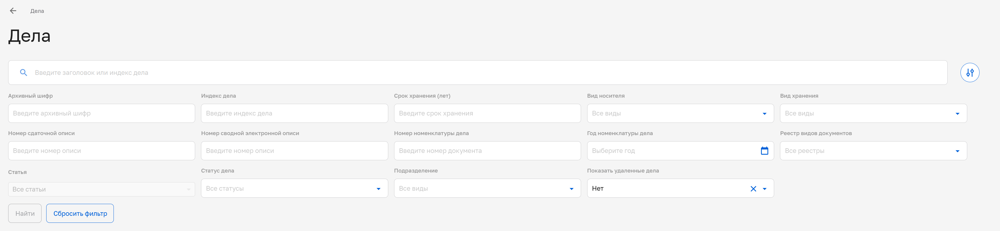 Дела
Дела
Введите заголовок или индекс дела
Архивный шифр
Индекс дела
Срок хранения (лет)
Вид носителя
Вид хранения
Введите архивный шифр
Введите индекс дела
Введите срок хранения
Все виды
Все виды
Номер сдаточной описи
Номер сводной электронной описи
Номер номенклатуры дела
Год номенклатуры дела
Реестр видов документов
Введите номер описи
Введите номер описи
Введите номер документа
Выберите год
Все реестры
Статья
Статус дела
Подразделение
Показать удаленные дела
Все статьи
Все статусы
Все виды
Нет
Найти
Сбросить фильтр